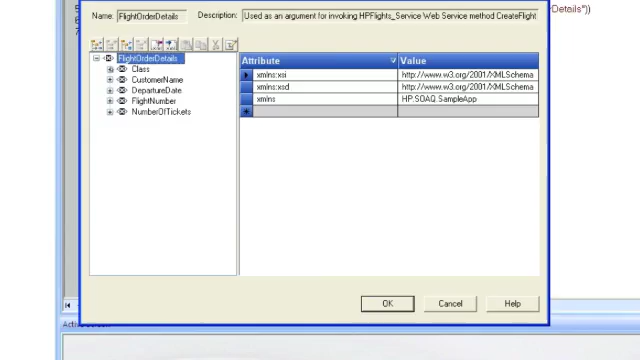 Name: FlightOrderDetails Description: Used as an argument for invoking HPFlights_Service Web Service method CreateFlight
Details"))
FlightOrderDetails
Class
CustomerName
DepartureDate
FlightNumber
NumberOfTickets
Attribute Value
xmlns:xsi http://www.w3.org/2001/XMLSchema
xmlns:xsd http://www.w3.org/2001/XMLSchema
xmlns HP.SOAQ.SampleApp
OK Cancel Help